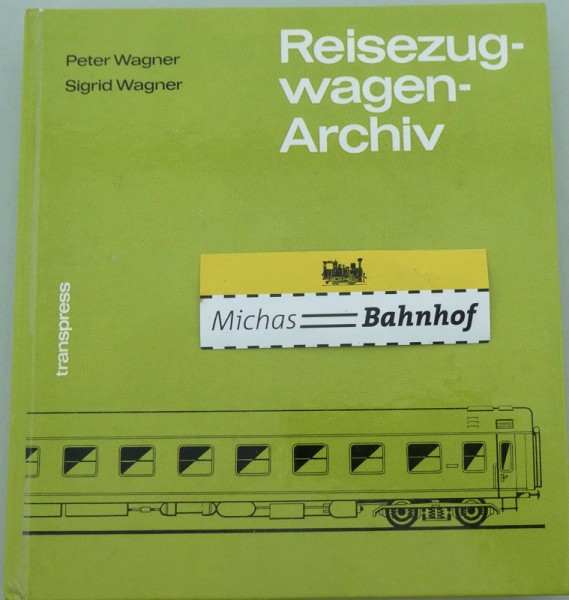 Peter Wagner
Sigrid Wagner
Reisezug-
wagen-
Archiv
transpress
Michas Bahnhof